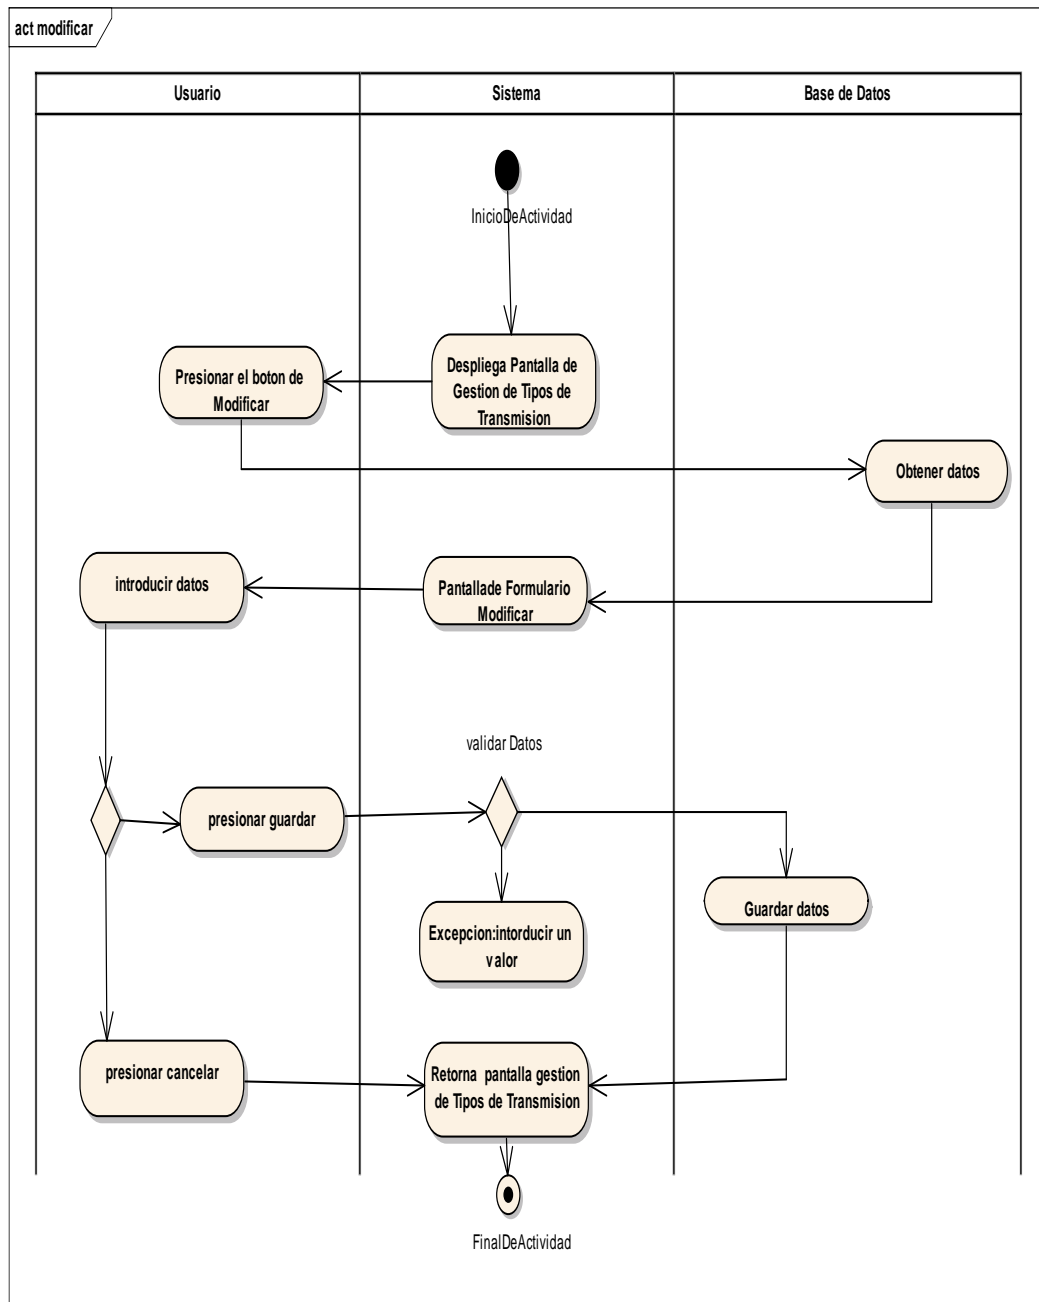 act modificar
Usuario
Sistema
Base de Datos
InicioDeActividad
Despliega Pantalla de
Gestion de Tipos de
Transmision
Presionar el boton de
Modificar
Obtener datos
introducir datos
Pantallade Formulario
Modificar
validar Datos
presionar guardar
Guardar datos
Excepcion:intorducir un
valor
presionar cancelar
Retorna pantalla gestion
de Tipos de Transmision
FinalDeActividad